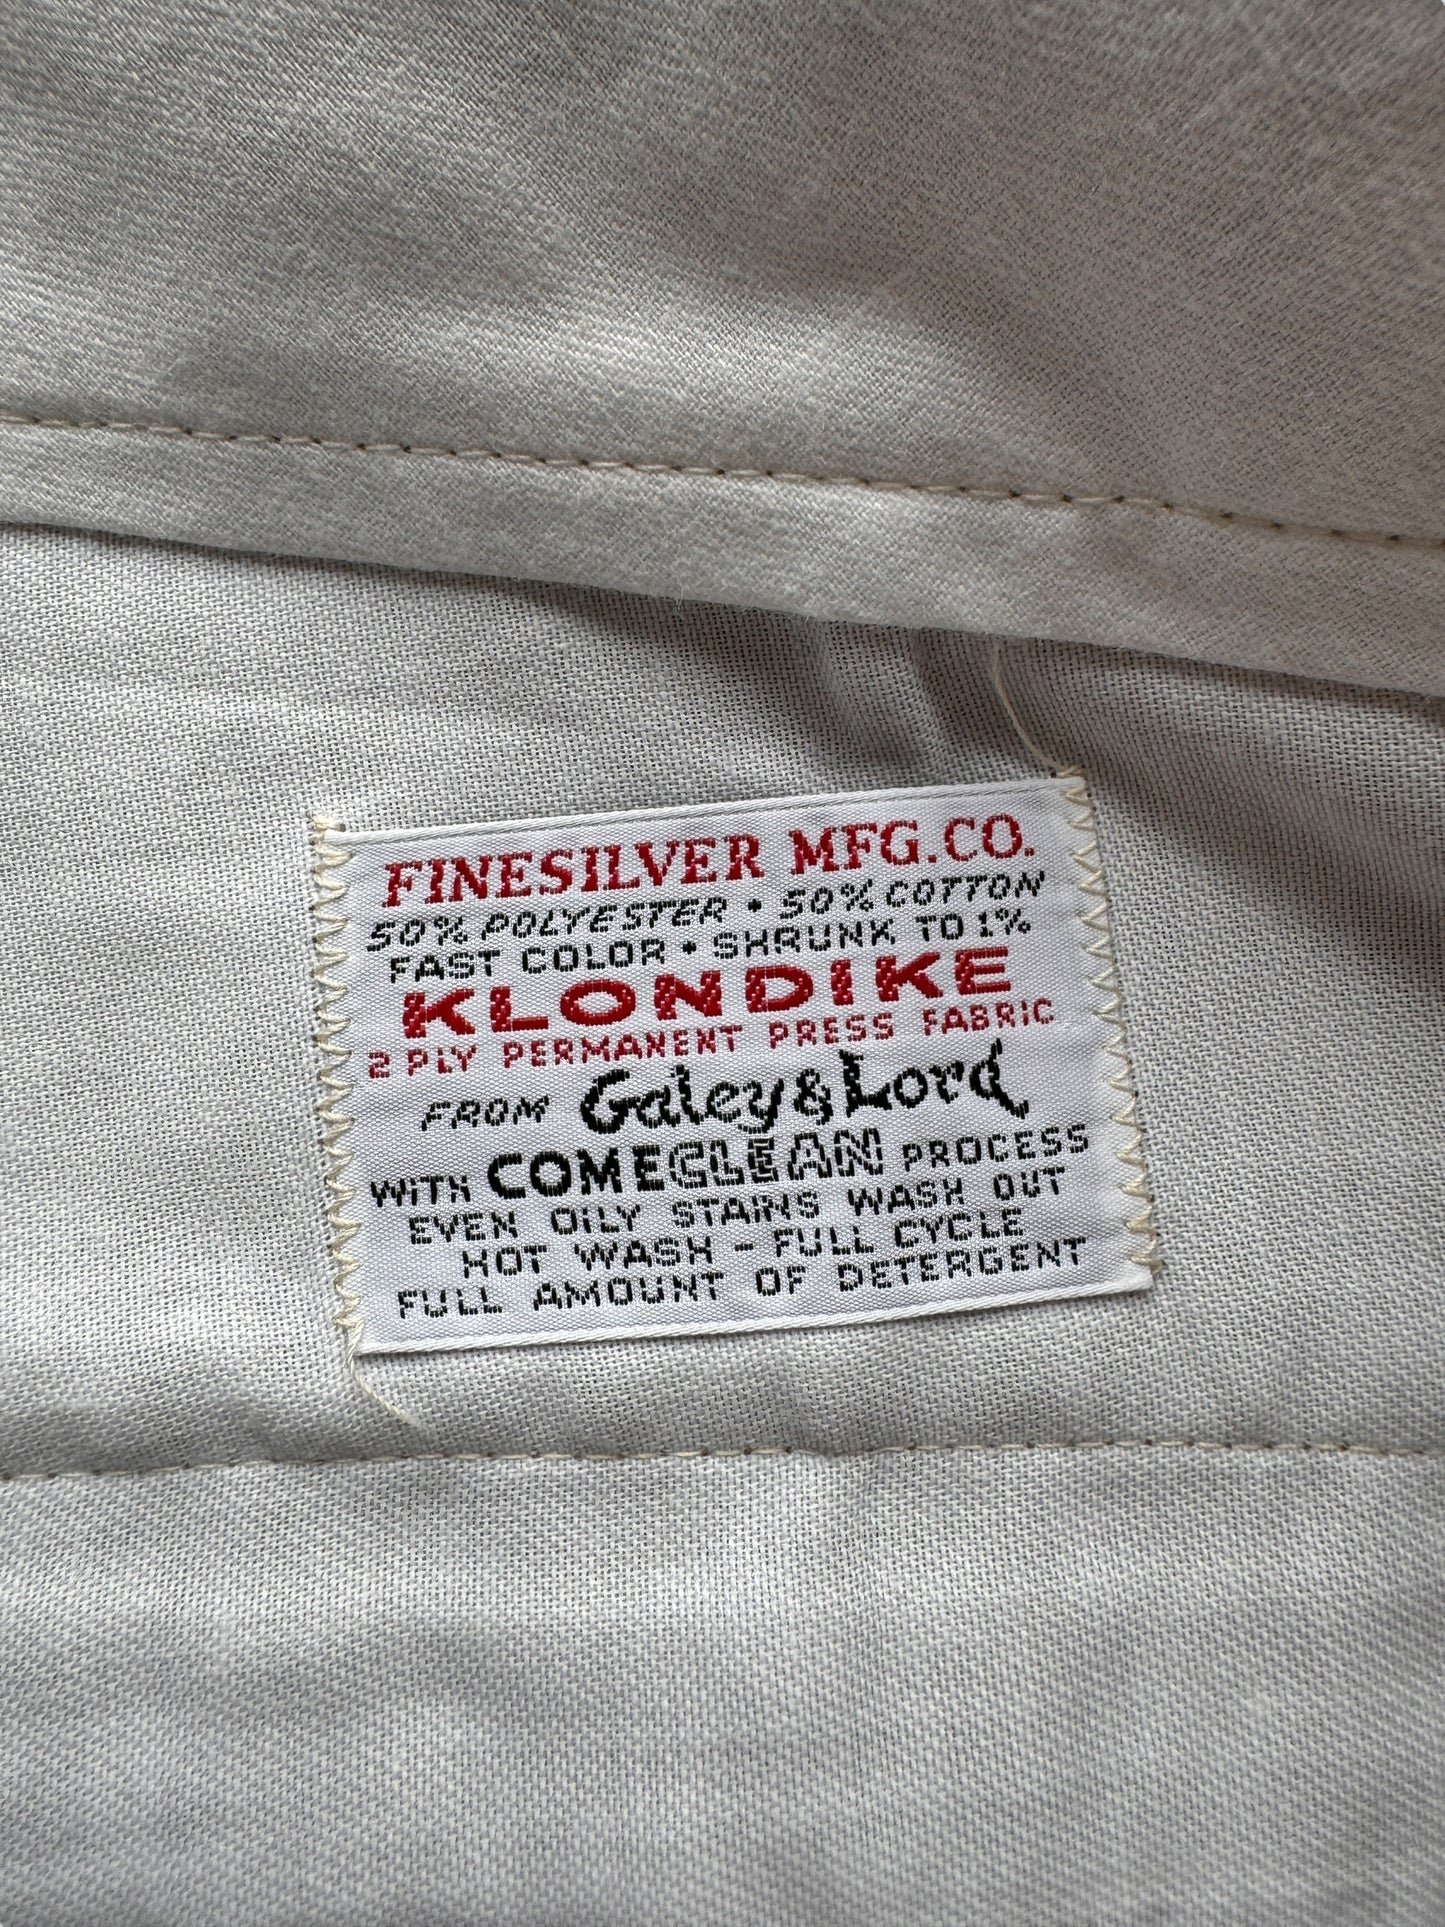 FINESILVER MFG.CO.
50% POLYESTER • 50% COTTON
FAST COLOR • SHRUNK TO 1%
KLONDIKE
2 PLY PERMANENT PRESS FABRIC
FROM Galey & Lord
WITH COMECLEAN PROCESS
EVEN OILY STAINS WASH OUT
HOT WASH - FULL CYCLE
FULL AMOUNT OF DETERGENT